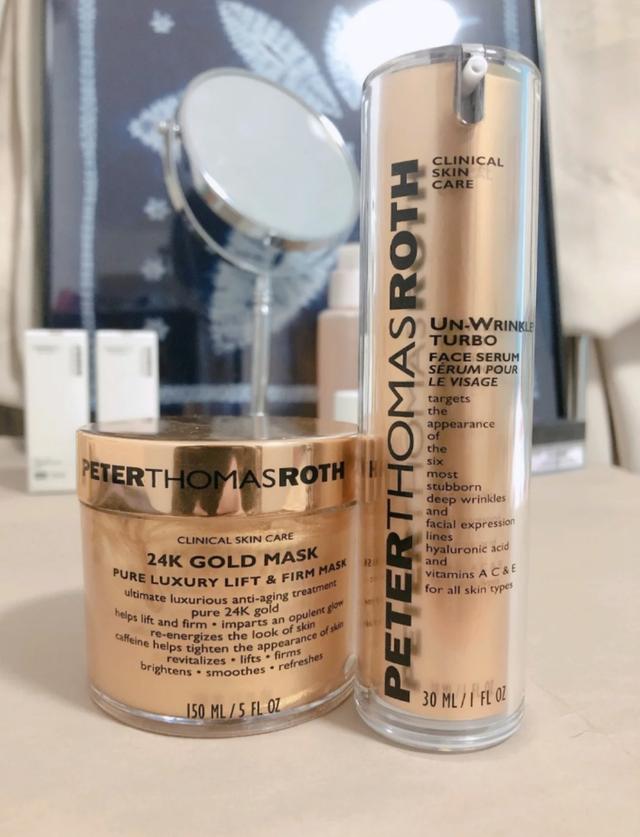 PETERTHOMASROTH
CLINICAL SKIN CARE
24K GOLD MASK
PURE LUXURY LIFT & FIRM MASK
ultimate luxurious anti-aging treatment
pure 24K gold
helps lift and firm • imparts an opulent glow
re-energizes the look of skin
caffeine helps tighten the appearance of skin
revitalizes • lifts • firms
brightens • smoothes • refreshes
150 ML / 5 FL OZ
PETERTHOMASROTH
CLINICAL
SKIN
CARE
UN-WRINKLE
TURBO
FACE SERUM
SÉRUM POUR
LE VISAGE
targets
the
appearance
of
the
six
most
stubborn
deep wrinkles
and
facial expression
lines
hyaluronic acid
and
vitamins A C & E
for all skin types
30 ML / 1 FL OZ